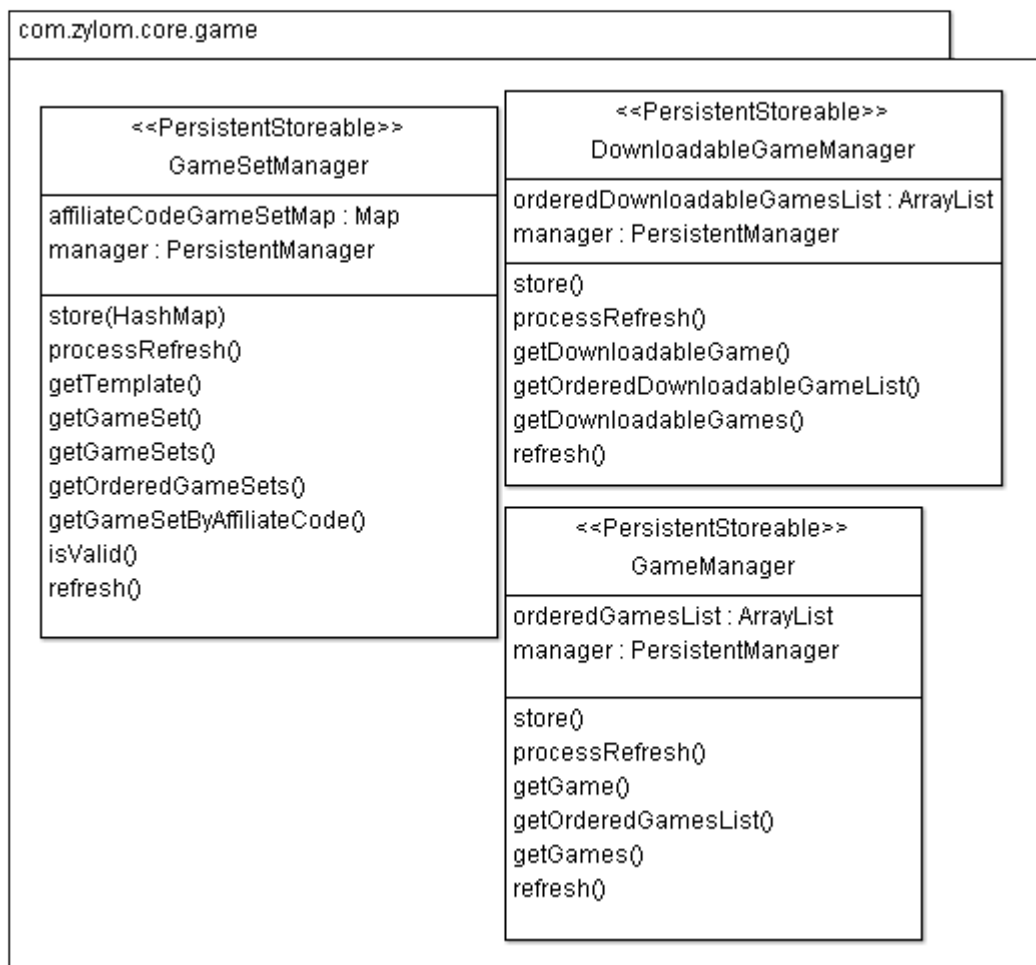 com.zylom.core.game
<<PersistentStoreable>>
GameSetManager
affiliateCodeGameSetMap : Map
manager : PersistentManager
store(HashMap)
processRefresh()
getTemplate()
getGameSet()
getGameSets()
getOrderedGameSets()
getGameSetByAffiliateCode()
isValid()
refresh()
<<PersistentStoreable>>
DownloadableGameManager
orderedDownloadableGamesList : ArrayList
manager : PersistentManager
store()
processRefresh()
getDownloadableGame()
getOrderedDownloadableGameList()
getDownloadableGames()
refresh()
<<PersistentStoreable>>
GameManager
orderedGamesList : ArrayList
manager : PersistentManager
store()
processRefresh()
getGame()
getOrderedGamesList()
getGames()
refresh()